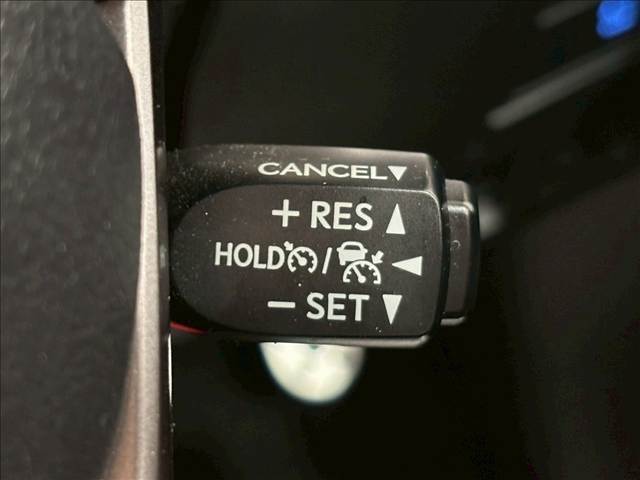 CANCEL▼
+ RES ▲
HOLD / ◀
− SET ▼